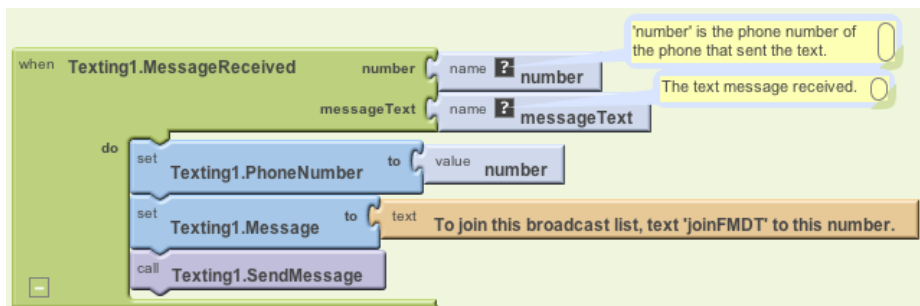 'number' is the phone number of
the phone that sent the text.
when Texting1.MessageReceived number name ? number
The text message received.
messageText name ? messageText
do set Texting1.PhoneNumber to value number
set Texting1.Message to text To join this broadcast list, text 'joinFMDT' to this number.
call Texting1.SendMessage